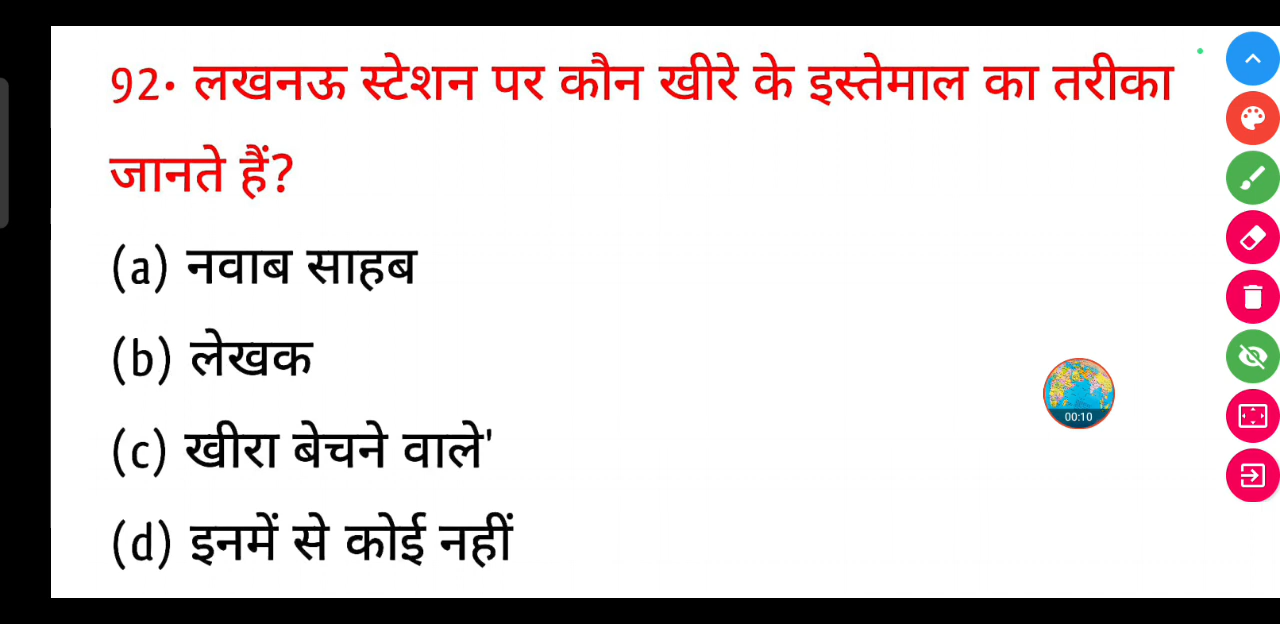 92· लखनऊ स्टेशन पर कौन खीरे के इस्तेमाल का तरीका
जानते हैं?
(a) नवाब साहब
(b) लेखक
(c) खीरा बेचने वाले'
(d) इनमें से कोई नहीं
00:10